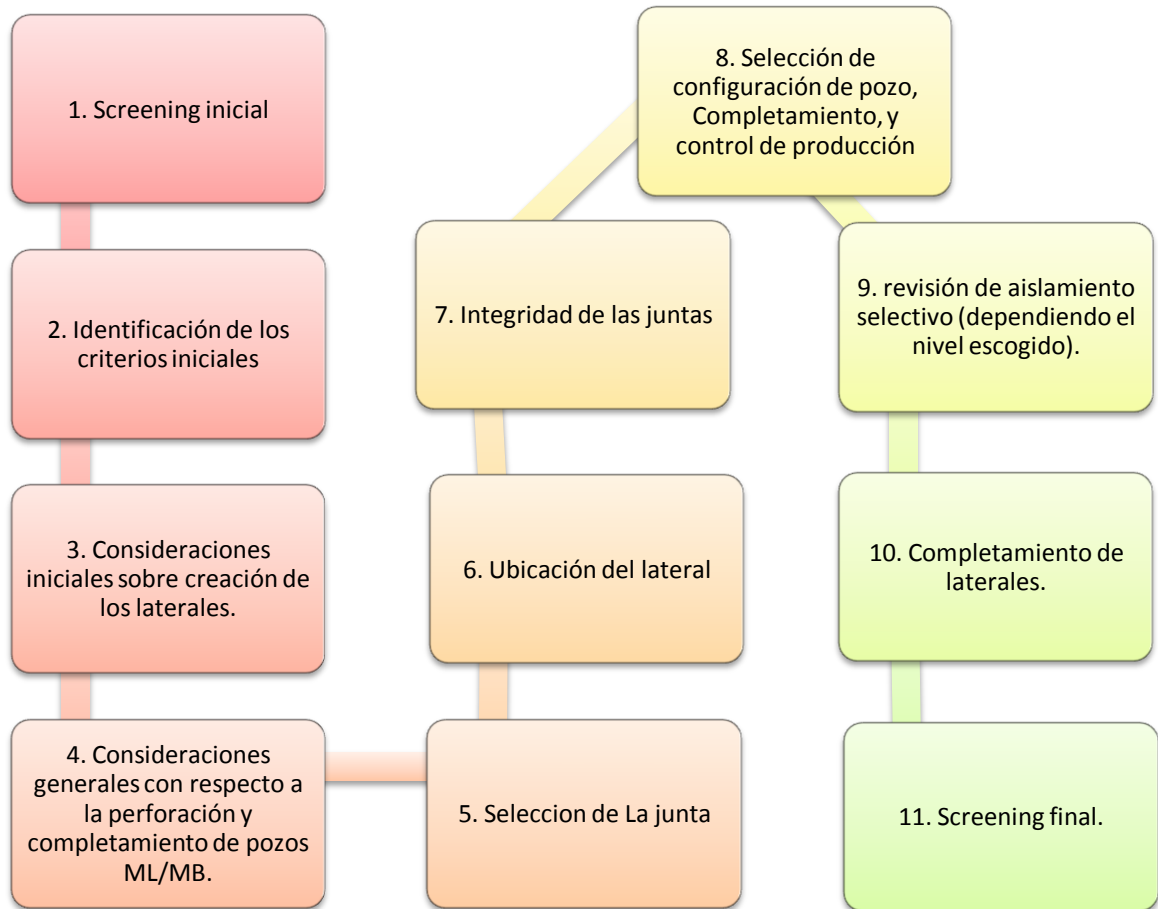 1. Screening inicial
2. Identificación de los
criterios iniciales
3. Consideraciones
iniciales sobre creación de
los laterales.
4. Consideraciones
generales con respecto a
la perforación y
completamiento de pozos
ML/MB.
5. Seleccion de La junta
6. Ubicación del lateral
7. Integridad de las juntas
8. Selección de
configuración de pozo,
Completamiento, y
control de producción
9. revisión de aislamiento
selectivo (dependiendo el
nivel escogido).
10. Completamiento de
laterales.
11. Screening final.